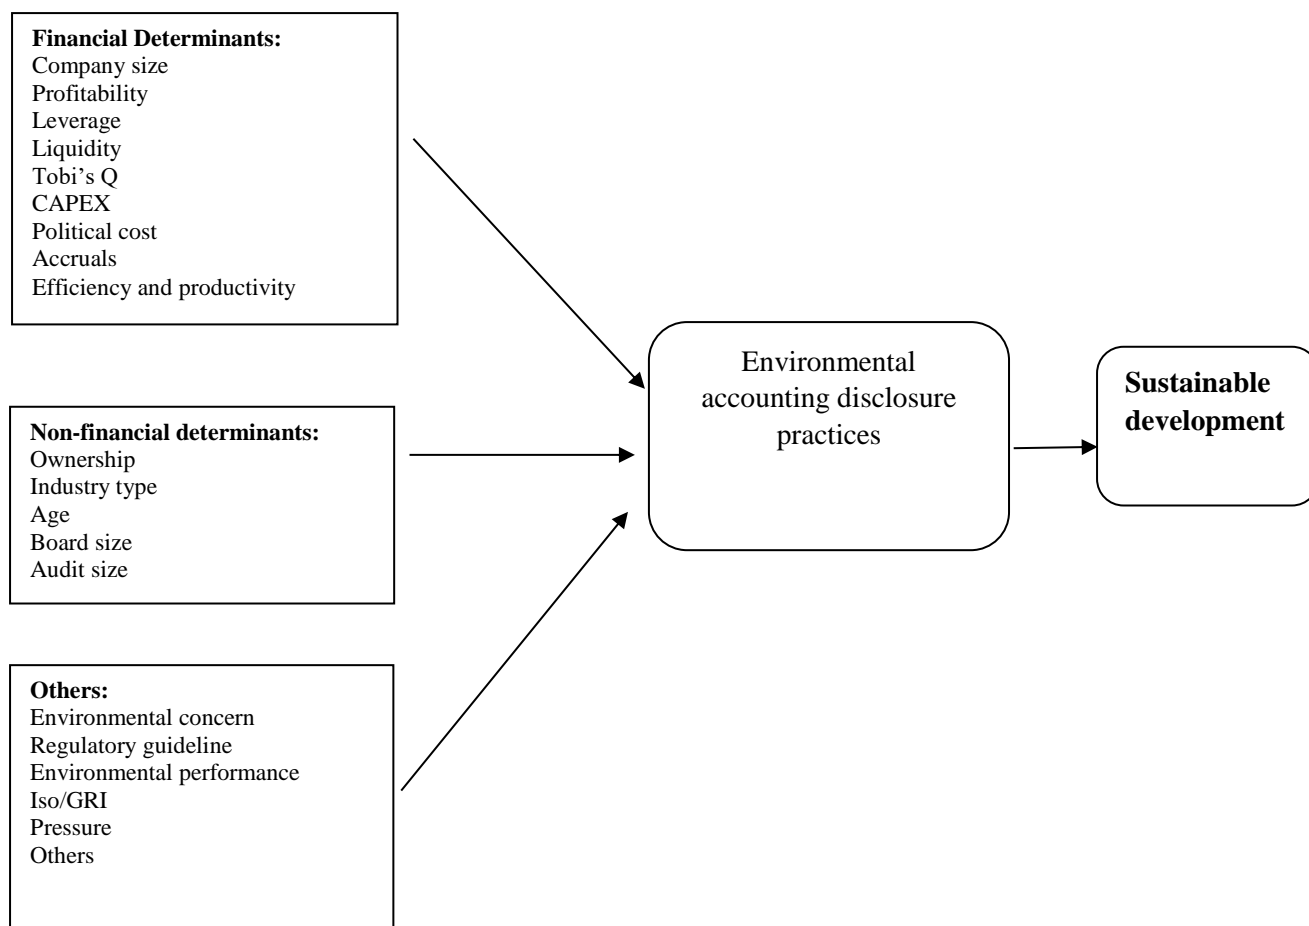 Financial Determinants:
Company size
Profitability
Leverage
Liquidity
Tobi’s Q
CAPEX
Political cost
Accruals
Efficiency and productivity
Non-financial determinants:
Ownership
Industry type
Age
Board size
Audit size
Others:
Environmental concern
Regulatory guideline
Environmental performance
Iso/GRI
Pressure
Others
Environmental
accounting disclosure
practices
Sustainable
development